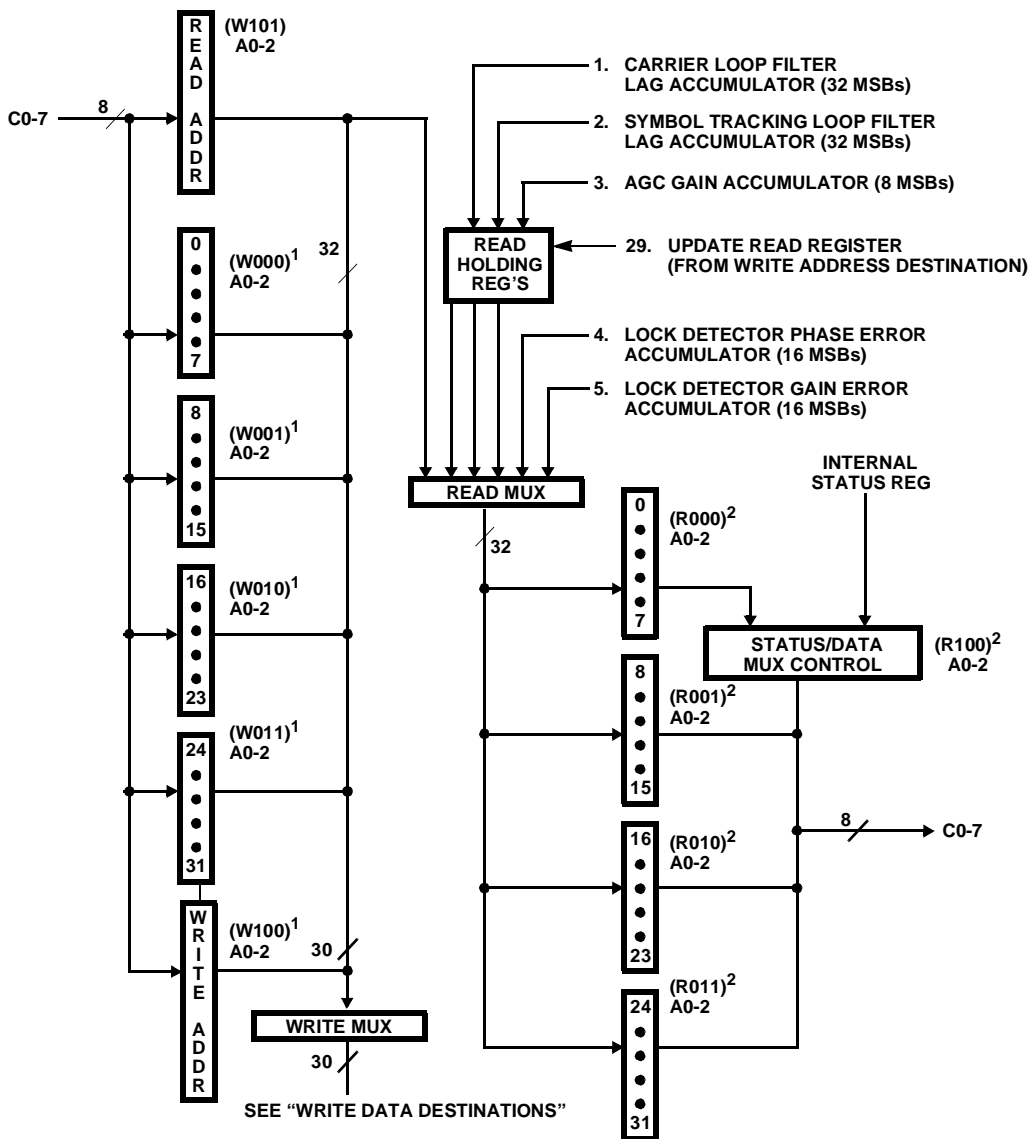 C0-7
8
READ ADDR
(W101)
A0-2
0
7
(W000)1
A0-2
32
8
15
(W001)1
A0-2
16
23
(W010)1
A0-2
24
31
(W011)1
A0-2
WRITE ADDR
(W100)1
A0-2
30
WRITE MUX
30
SEE “WRITE DATA DESTINATIONS”
1. CARRIER LOOP FILTER
LAG ACCUMULATOR (32 MSBs)
2. SYMBOL TRACKING LOOP FILTER
LAG ACCUMULATOR (32 MSBs)
3. AGC GAIN ACCUMULATOR (8 MSBs)
READ
HOLDING
REG'S
29. UPDATE READ REGISTER
(FROM WRITE ADDRESS DESTINATION)
4. LOCK DETECTOR PHASE ERROR
ACCUMULATOR (16 MSBs)
5. LOCK DETECTOR GAIN ERROR
ACCUMULATOR (16 MSBs)
READ MUX
32
INTERNAL
STATUS REG
0
7
(R000)2
A0-2
STATUS/DATA
MUX CONTROL
(R100)2
A0-2
8
15
(R001)2
A0-2
8
C0-7
16
23
(R010)2
A0-2
24
31
(R011)2
A0-2